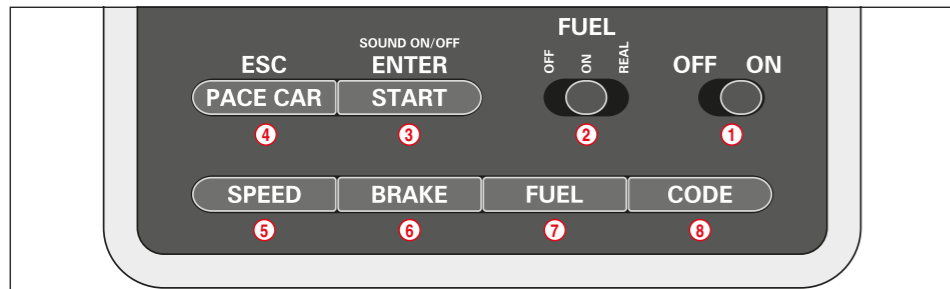 FUEL
SOUND ON/OFF
OFF ON REAL
ESC ENTER OFF ON
PACE CAR START
4 3 2 1
SPEED BRAKE FUEL CODE
5 6 7 8